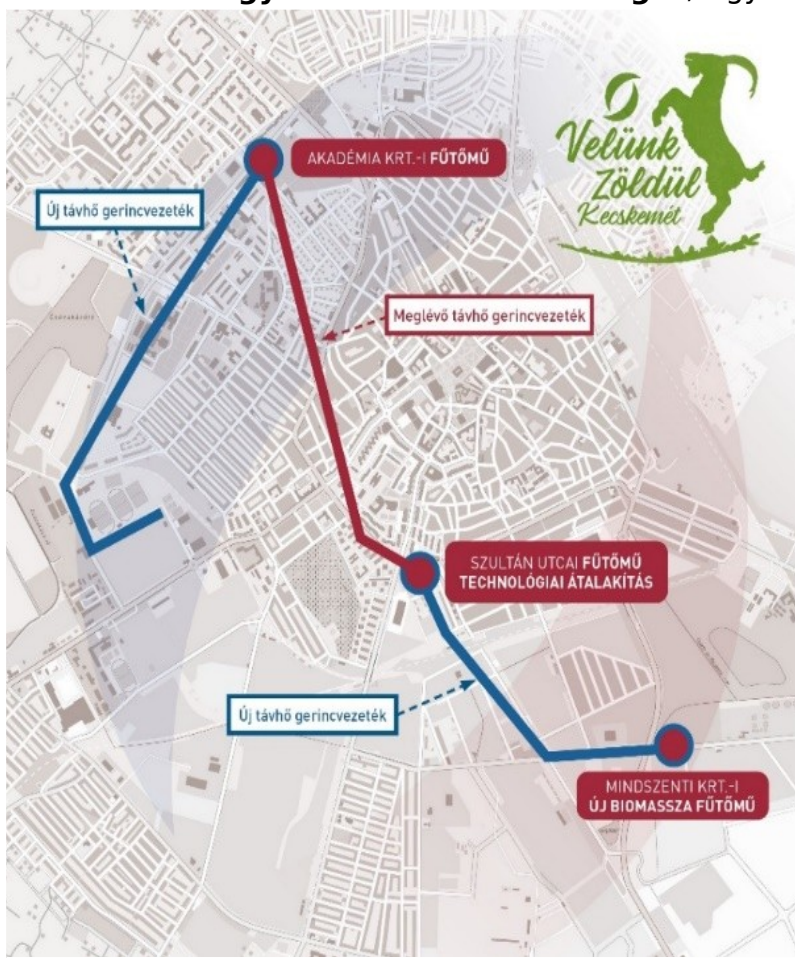 Velünk
Zöldül
Kecskemét
AKADÉMIA KRT.-I FŰTŐMŰ
Új távhő gerincvezeték
Meglévő távhő gerincvezeték
SZULTÁN UTCAI FŰTŐMŰ
TECHNOLÓGIAI ÁTALAKÍTÁS
Új távhő gerincvezeték
MINDSZENTI KRT.-I
ÚJ BIOMASSZA FŰTŐMŰ